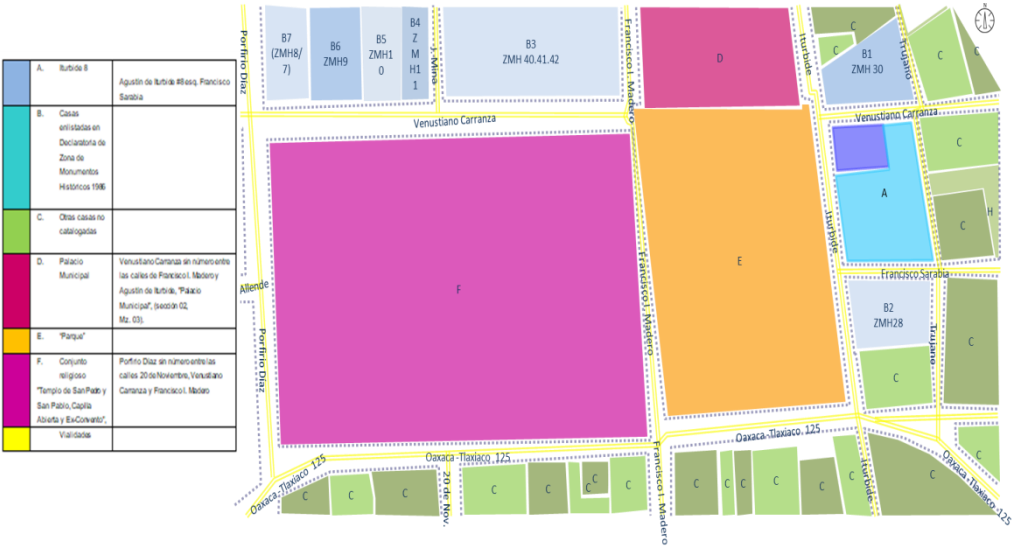 A. Iturbide 8
Agustín de Iturbide #8 esq. Francisco
Sarabia
B. Casas
enlistadas en
Declaratoria de
Zona de
Monumentos
Históricos 1986
C. Otras casas no
catalogadas
D. Palacio
Municipal
Venustiano Carranza sin número entre
las calles de Francisco I. Madero y
Agustín de Iturbide, "Palacio
Municipal", (sección 02,
Mz. 03).
E. "Parque"
F. Conjunto
religioso
"Templo de San Pedro y
San Pablo, Capilla
Abierta y Ex-Convento",
Porfirio Díaz sin número entre las
calles 20 de Noviembre, Venustiano
Carranza y Francisco I. Madero
Vialidades
N
Porfirio Díaz
B7
(ZMH8/
7)
B6
ZMH9
B5
ZMH1
0
B4
Z
M
H1
1
J. Mina
B3
ZMH 40.41.42
Francisco I. Madero
D
Iturbide
C
C
B1
ZMH 30
Trujano
C
C
Venustiano Carranza
Venustiano Carranza
A
C
C
H
Iturbide
Francisco Sarabia
Allende
Porfirio Díaz
F
Francisco I. Madero
E
B2
ZMH28
Trujano
C
C
Oaxaca -Tlaxiaco 125
Oaxaca -Tlaxiaco 125
Oaxaca -Tlaxiaco 125
Oaxaca -Tlaxiaco 125
C
C
C
20 de Nov.
C
C
C
C
C
Francisco I. Madero
C
C
C
C
C
C
Iturbide
C
C